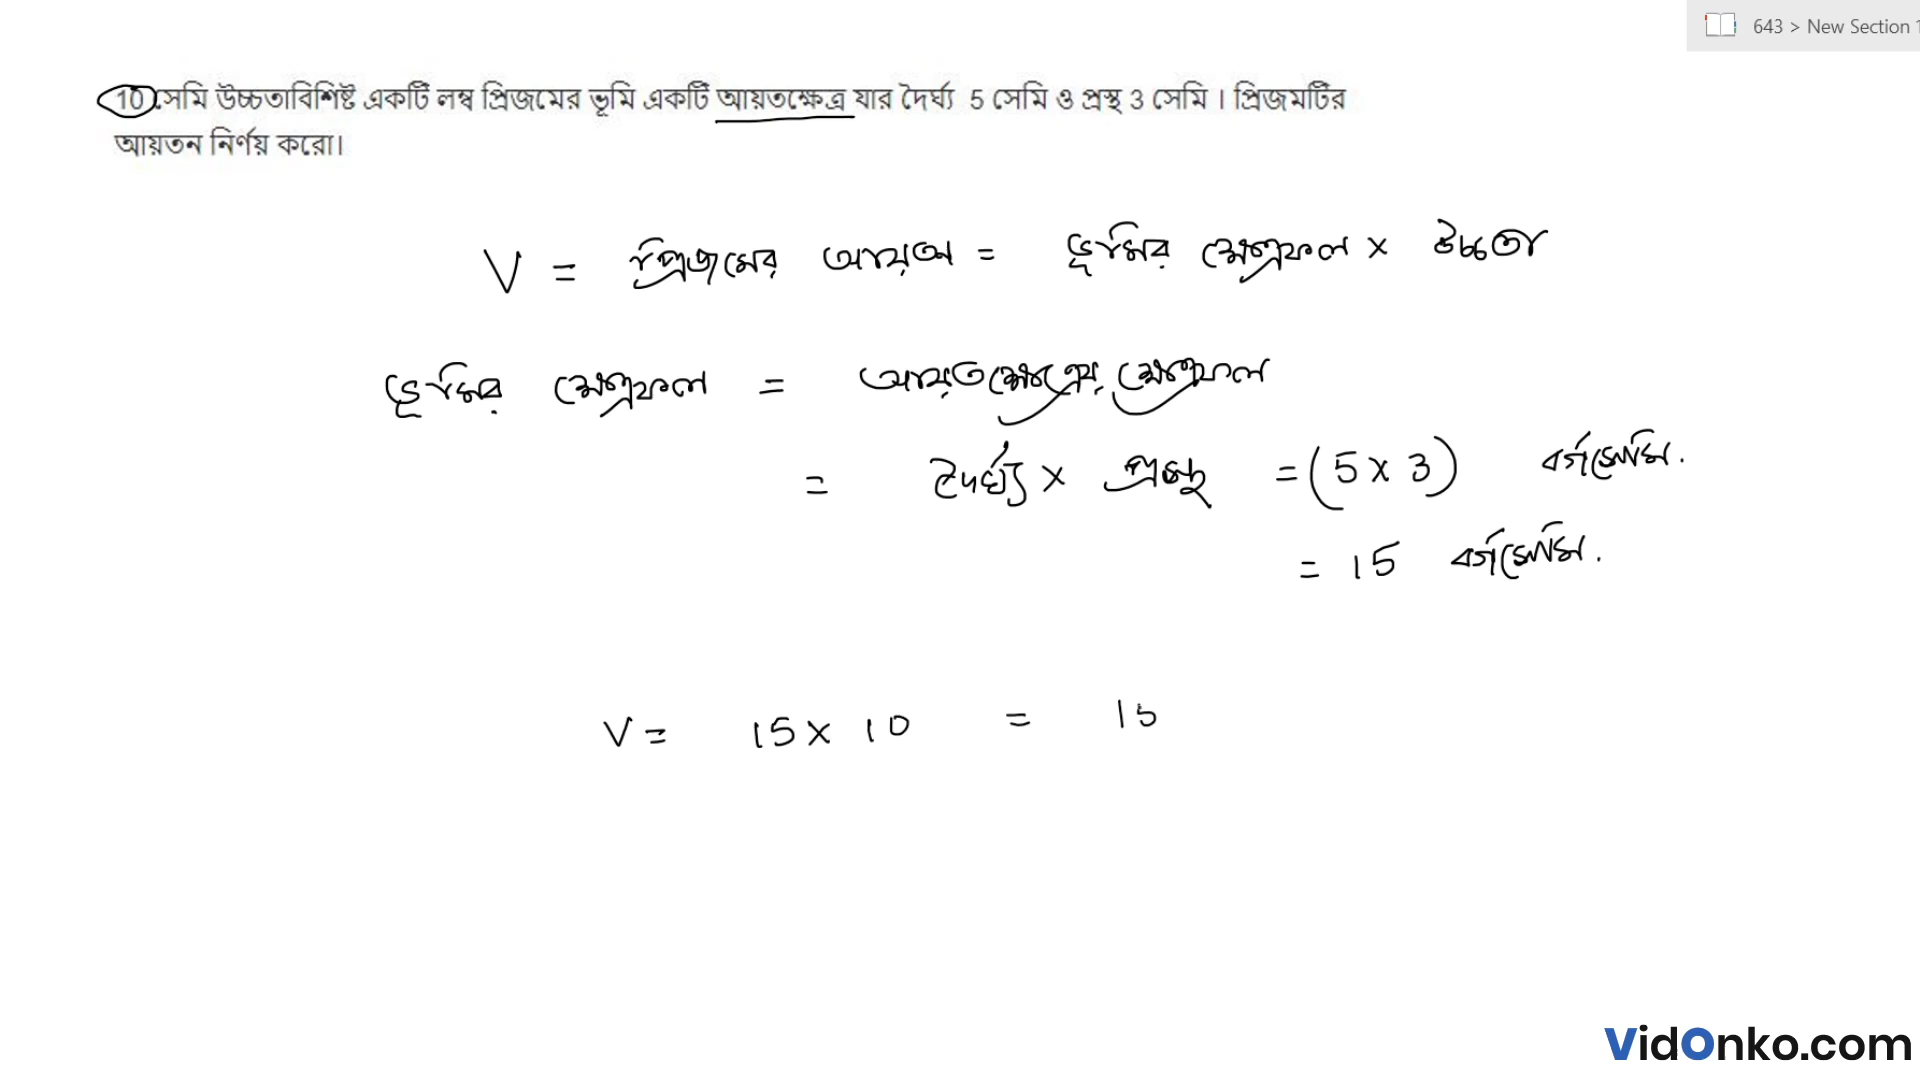 643 > New Section 1
10 সেমি উচ্চতাবিশিষ্ট একটি লম্ব প্রিজমের ভূমি একটি আয়তক্ষেত্র যার দৈর্ঘ্য 5 সেমি ও প্রস্থ 3 সেমি । প্রিজমটির
আয়তন নির্ণয় করো।
V = প্রিজমের আয়তন = ভূমির ক্ষেত্রফল × উচ্চতা
ভূমির ক্ষেত্রফল = আয়তক্ষেত্রের ক্ষেত্রফল
= দৈর্ঘ্য × প্রস্থ = (5 × 3) বর্গসেমি.
= 15 বর্গসেমি.
V = 15 × 10 = 15
VidOnko.com